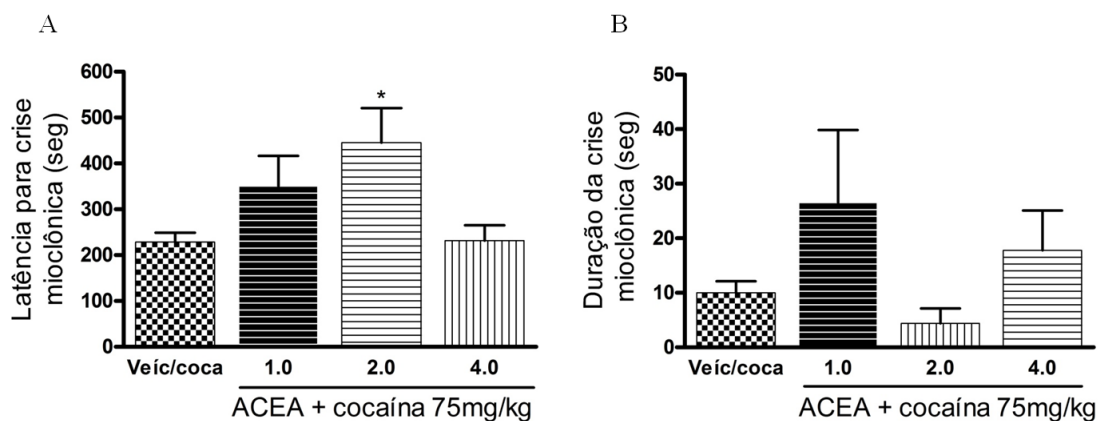 A
Latência para crise
mioclônica (seg)
600
500
400
300
200
100
0
*
Veíc/coca 1.0 2.0 4.0
ACEA + cocaína 75mg/kg
B
Duração da crise
mioclônica (seg)
50
40
30
20
10
0
Veíc/coca 1.0 2.0 4.0
ACEA + cocaína 75mg/kg